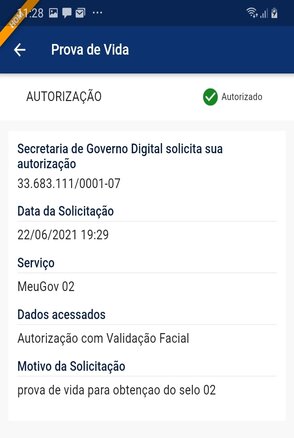 11:28
Prova de Vida
AUTORIZAÇÃO
Autorizado
Secretaria de Governo Digital solicita sua
autorização
33.683.111/0001-07
Data da Solicitação
22/06/2021 19:29
Serviço
MeuGov 02
Dados acessados
Autorização com Validação Facial
Motivo da Solicitação
prova de vida para obtençao do selo 02